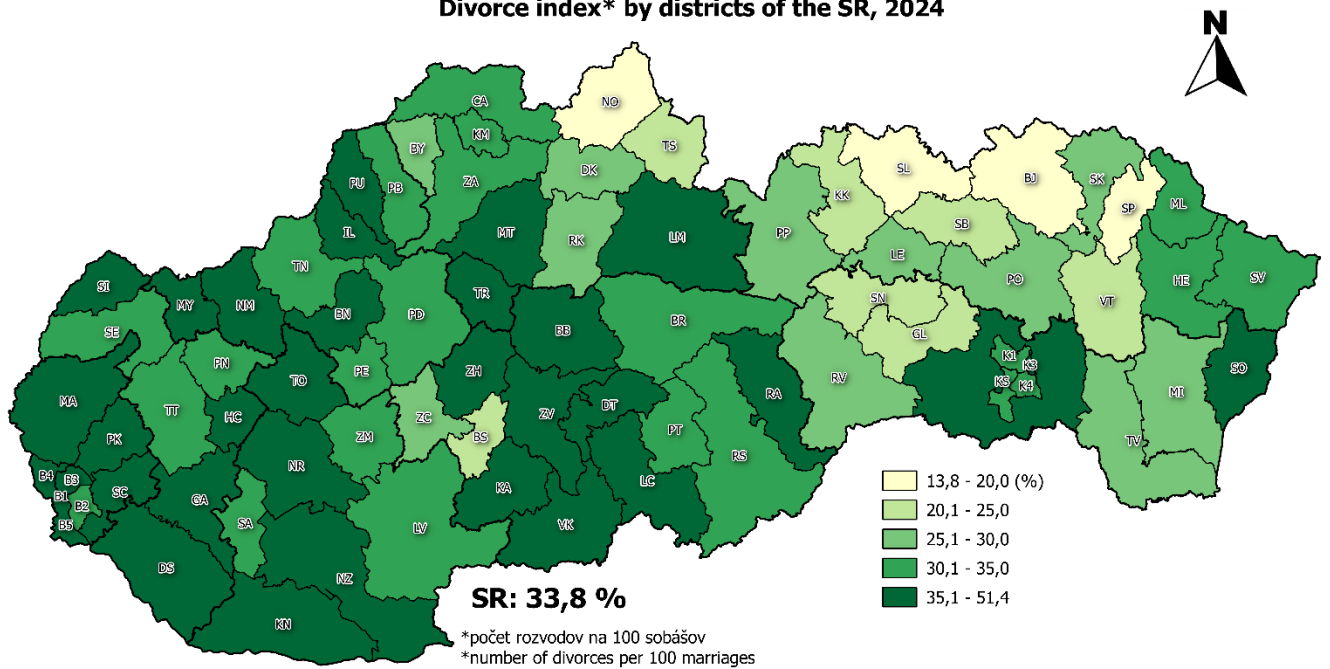 Divorce index* by districts of the SR, 2024
N
NO
CA
KM
TS
BY
DK
SL
BJ
SK
PU
PB
ZA
KK
SP
ML
IL
MT
RK
LM
PP
SB
LE
TN
PO
HE
SV
SI
MY
NM
TR
SN
VT
BN
PD
BR
GL
SE
BB
PN
PE
ZH
K1
K3
SO
TO
RV
KS
K4
MA
TT
HC
ZC
ZV
DT
RA
MI
PK
ZM
BS
PT
TV
NR
RS
B4
B3
SC
KA
LC
B1
B2
GA
B5
SA
LV
VK
DS
NZ
KN
13,8 - 20,0 (%)
20,1 - 25,0
25,1 - 30,0
30,1 - 35,0
35,1 - 51,4
SR: 33,8 %
*počet rozvodov na 100 sobášov
*number of divorces per 100 marriages